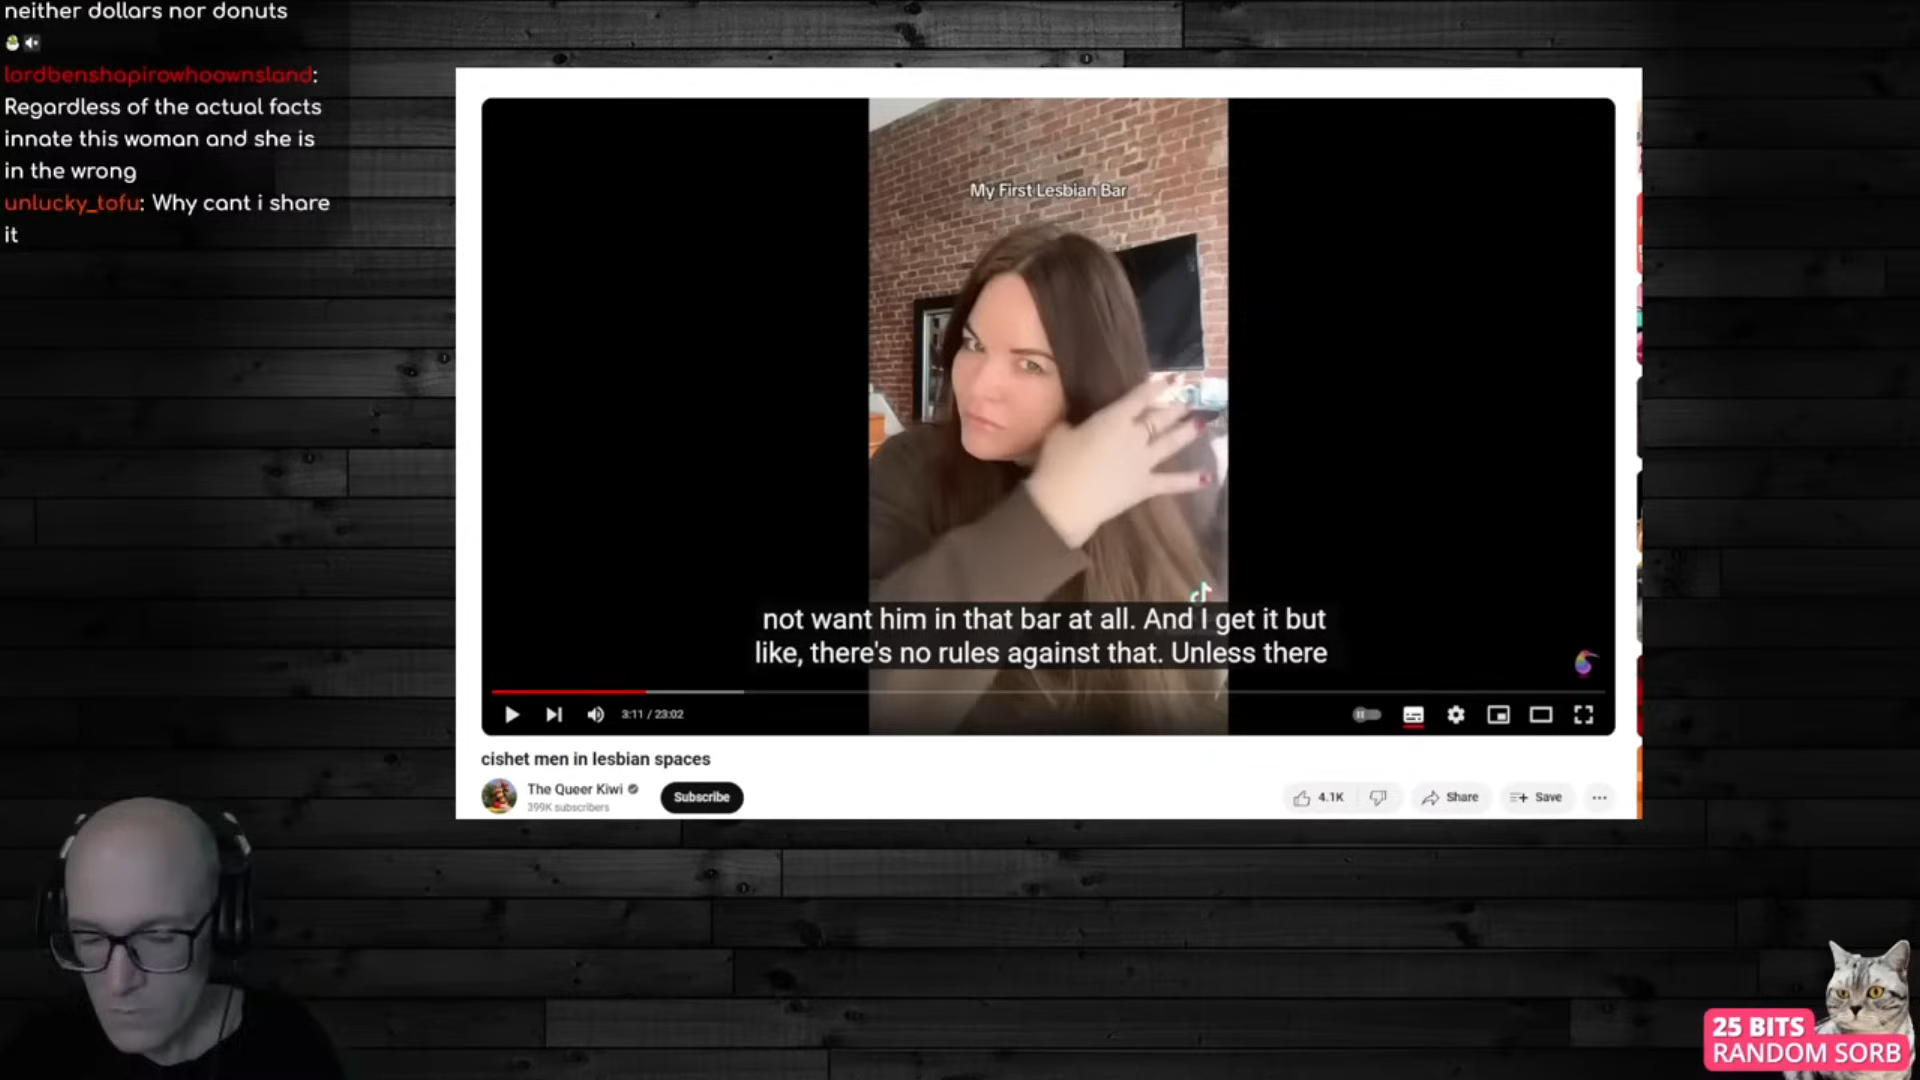 neither dollars nor donuts
lordbenshapirowhoownsland:
Regardless of the actual facts
innate this woman and she is
in the wrong
unlucky_tofu: Why cant i share
it
My First Lesbian Bar
not want him in that bar at all. And I get it but
like, there's no rules against that. Unless there
3:11 / 23:02
cishet men in lesbian spaces
The Queer Kiwi
399K subscribers
Subscribe
4.1K
Share
Save
25 BITS
RANDOM SORB